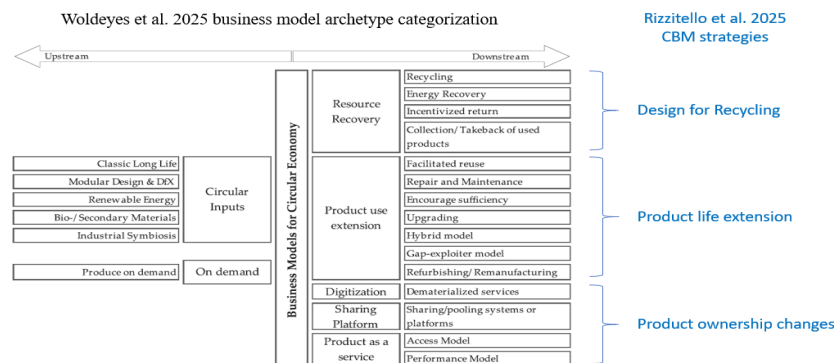 Woldeyes et al. 2025 business model archetype categorization
Rizzitello et al. 2025
CBM strategies
Upstream
Downstream
Business Models for Circular Economy
Classic Long Life
Modular Design & DfX
Renewable Energy
Bio-/ Secondary Materials
Industrial Symbiosis
Circular
Inputs
Produce on demand
On demand
Resource
Recovery
Recycling
Energy Recovery
Incentivized return
Collection/ Takeback of used
products
Design for Recycling
Product use
extension
Facilitated reuse
Repair and Maintenance
Encourage sufficiency
Upgrading
Hybrid model
Gap-exploiter model
Refurbishing/ Remanufacturing
Product life extension
Digitization
Dematerialized services
Sharing
Platform
Sharing/pooling systems or
platforms
Product as a
service
Access Model
Performance Model
Product ownership changes